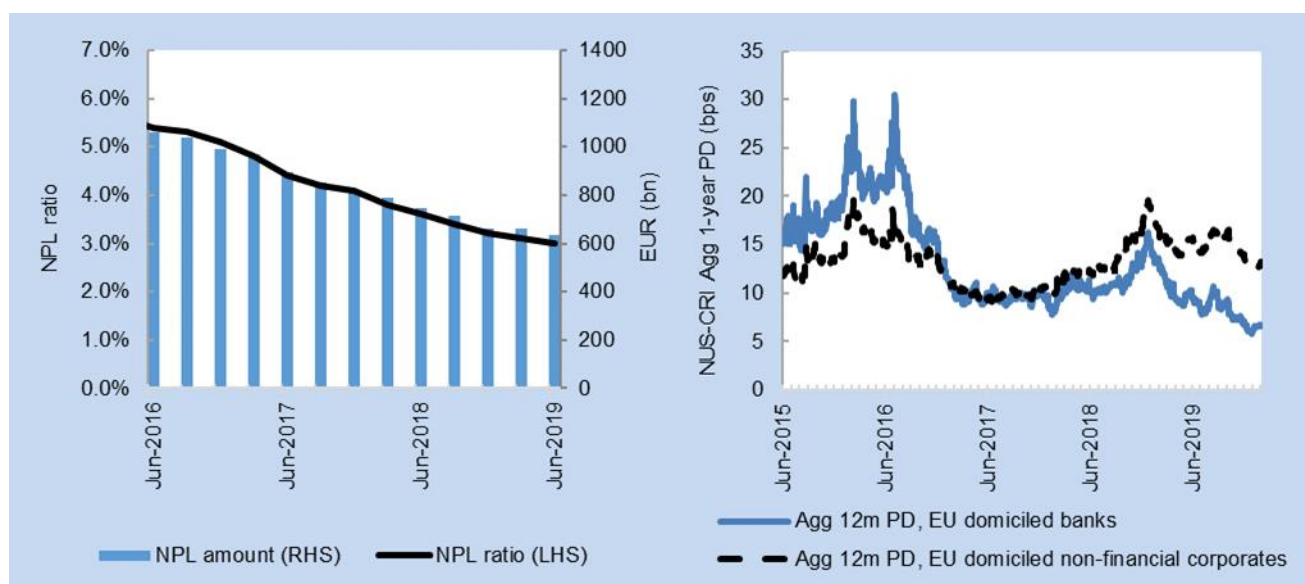 7.0%
6.0%
5.0%
4.0%
3.0%
2.0%
1.0%
0.0%
NPL ratio
1400
1200
1000
800
600
400
200
0
EUR (bn)
Jun-2016
Jun-2017
Jun-2018
Jun-2019
NPL amount (RHS)
NPL ratio (LHS)
35
30
25
20
15
10
5
0
NUS-CRI Agg 1-year PD (bps)
Jun-2015
Jun-2016
Jun-2017
Jun-2018
Jun-2019
Agg 12m PD, EU domiciled banks
Agg 12m PD, EU domiciled non-financial corporates